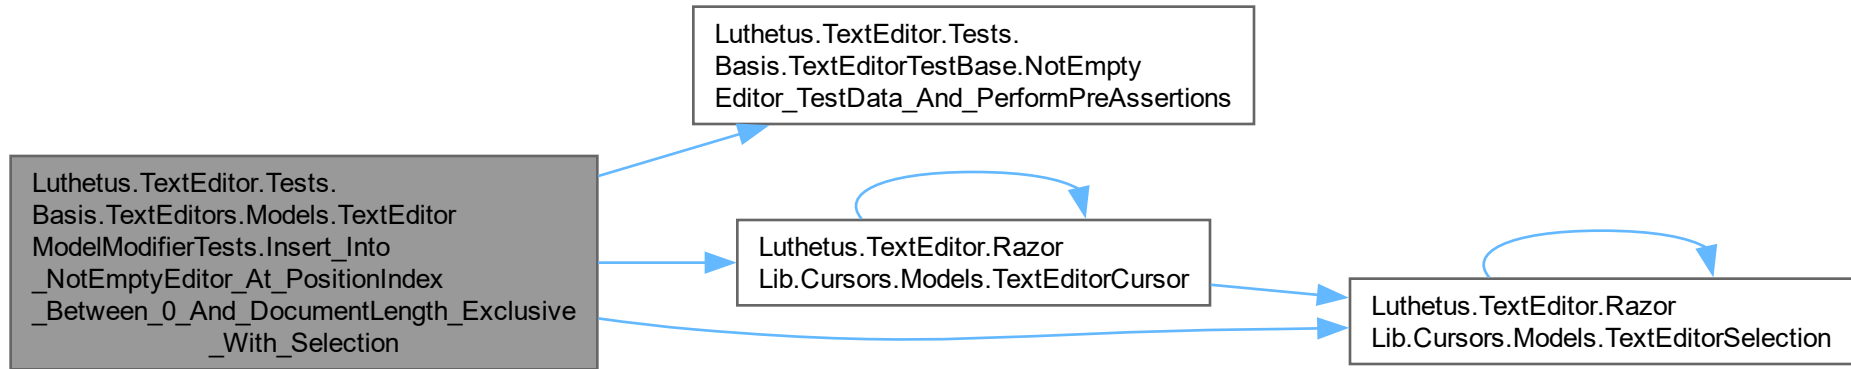 Luthetus.TextEditor.Tests.
Basis.TextEditorTestBase.NotEmpty
Editor_TestData_And_PerformPreAssertions
Luthetus.TextEditor.Tests.
Basis.TextEditors.Models.TextEditor
ModelModifierTests.Insert_Into
_NotEmptyEditor_At_PositionIndex
_Between_0_And_DocumentLength_Exclusive
_With_Selection
Luthetus.TextEditor.Razor
Lib.Cursors.Models.TextEditorCursor
Luthetus.TextEditor.Razor
Lib.Cursors.Models.TextEditorSelection